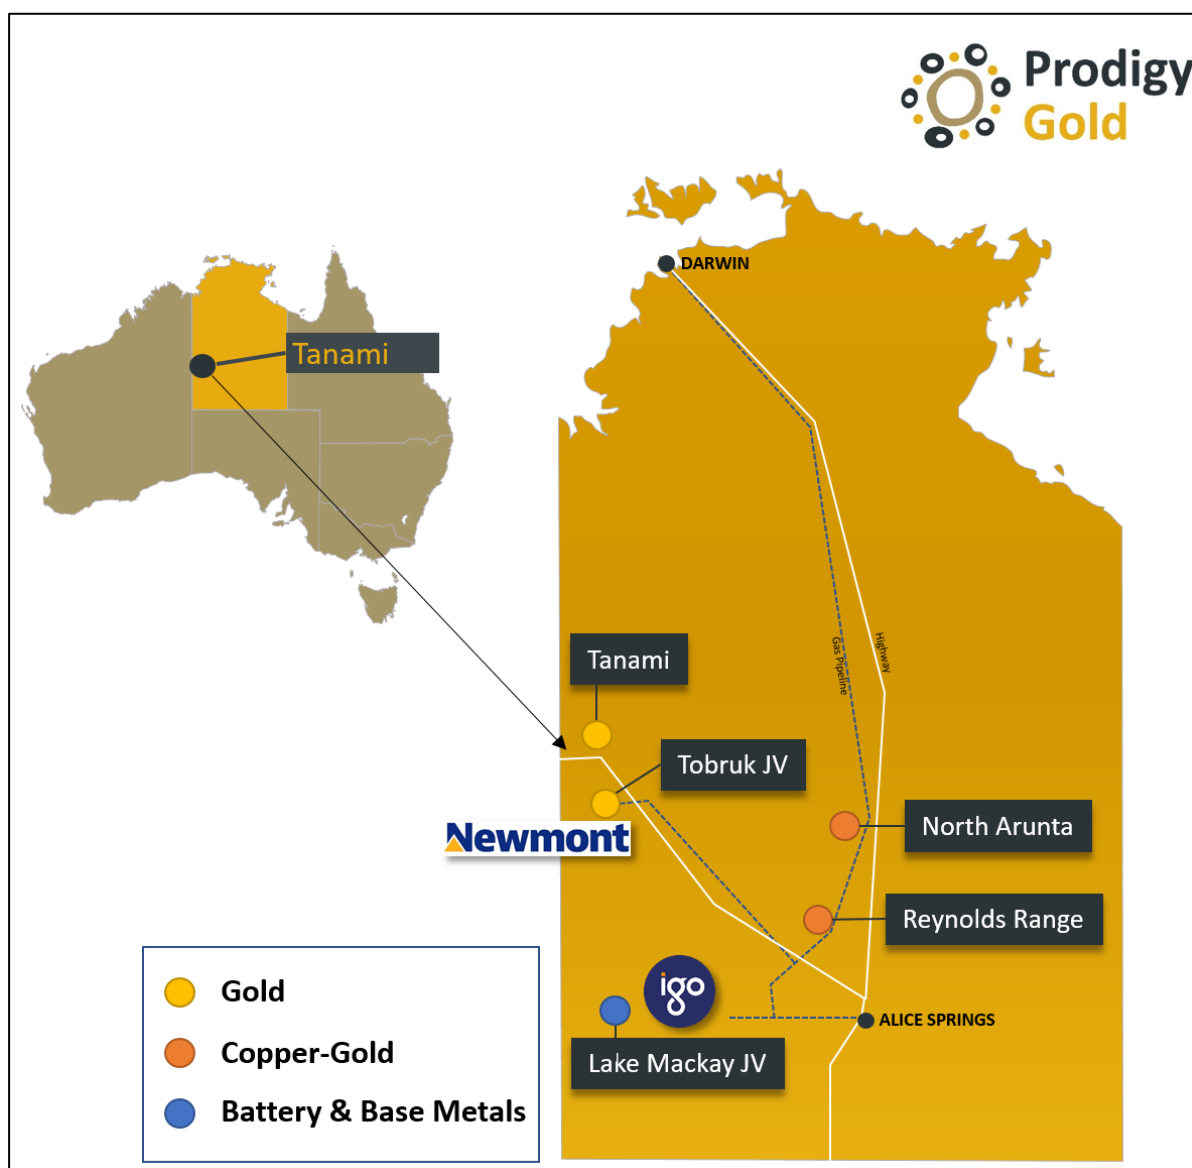 Prodigy
Gold
DARWIN
Tanami
Highway
Gas Pipeline
Tanami
Tobruk JV
Newmont
North Arunta
Reynolds Range
igo
ALICE SPRINGS
Lake Mackay JV
Gold
Copper-Gold
Battery & Base Metals